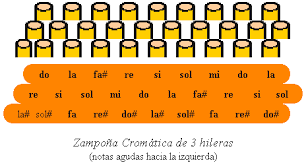 do la fa# re si sol mi do la
re si sol mi do la fa# re si sol
la# sol# fa re# do# la# sol# fa re# do#
Zampoña Cromática de 3 hileras
(notas agudas hacia la izquierda)